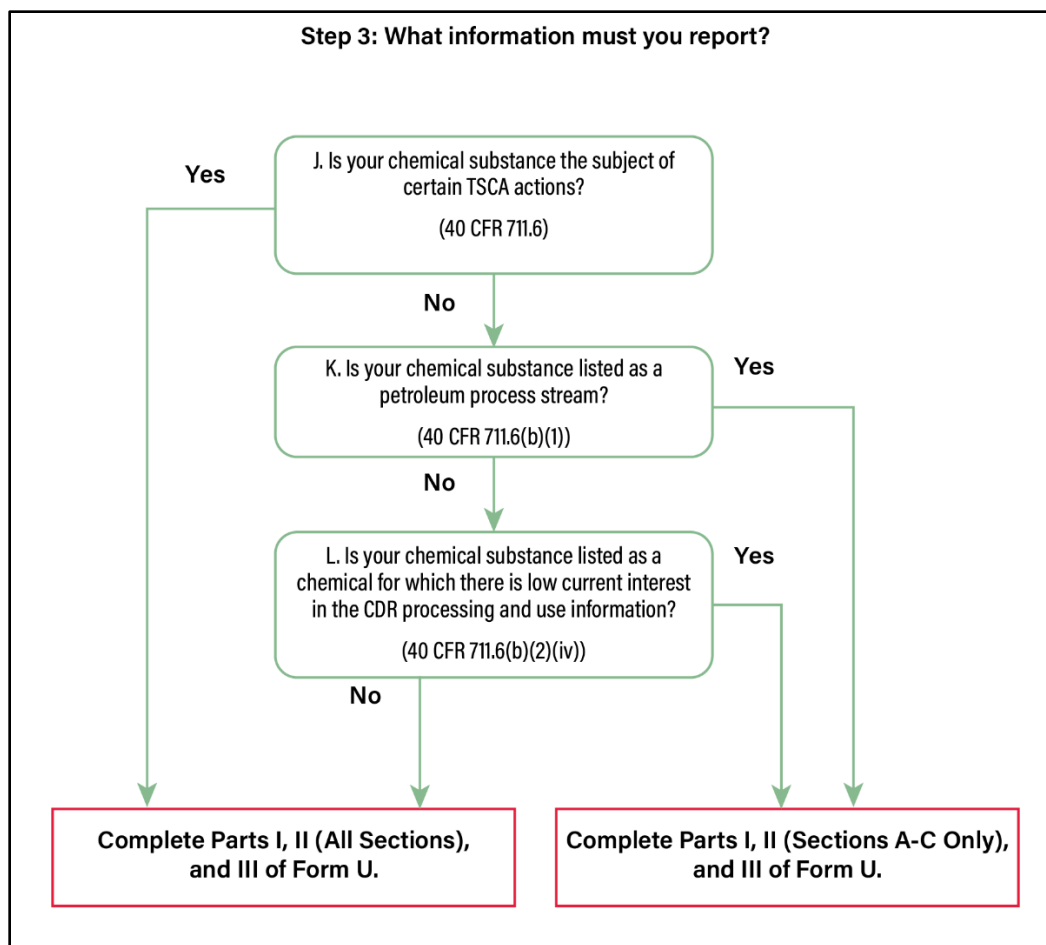 Step 3: What information must you report?
J. Is your chemical substance the subject of
certain TSCA actions?
(40 CFR 711.6)
Yes
No
K. Is your chemical substance listed as a
petroleum process stream?
(40 CFR 711.6(b)(1))
Yes
No
L. Is your chemical substance listed as a
chemical for which there is low current interest
in the CDR processing and use information?
(40 CFR 711.6(b)(2)(iv))
Yes
No
Complete Parts I, II (All Sections),
and III of Form U.
Complete Parts I, II (Sections A-C Only),
and III of Form U.